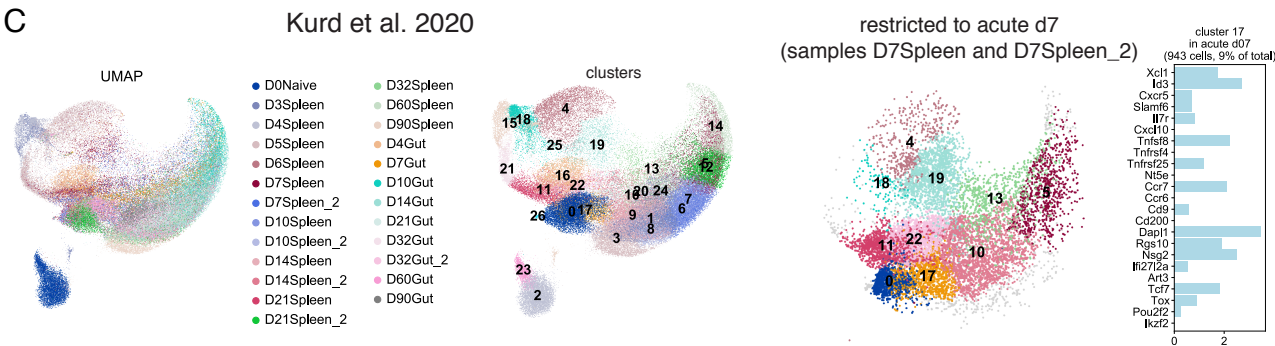 C
Kurd et al. 2020
UMAP
D0Naive
D3Spleen
D4Spleen
D5Spleen
D6Spleen
D7Spleen
D7Spleen_2
D10Spleen
D10Spleen_2
D14Spleen
D14Spleen_2
D21Spleen
D21Spleen_2
D32Spleen
D60Spleen
D90Spleen
D4Gut
D7Gut
D10Gut
D14Gut
D21Gut
D32Gut
D32Gut_2
D60Gut
D90Gut
clusters
4
15
18
25
19
14
21
16
13
5
12
11
22
18
20
24
7
26
0
17
9
1
6
3
8
23
2
restricted to acute d7
(samples D7Spleen and D7Spleen_2)
4
18
19
13
5
11
22
10
0
17
cluster 17
in acute d07
(943 cells, 9% of total)
Xcl1
Id3
Cxcr5
Slamf6
Il7r
Cxcl10
Tnfsf8
Tnfrsf4
Tnfrsf25
Nt5e
Ccr7
Ccr6
Cd9
Cd200
Dapl1
Rgs10
Nsg2
Ifi27l2a
Art3
Tcf7
Tox
Pou2f2
Ikzf2
0
2